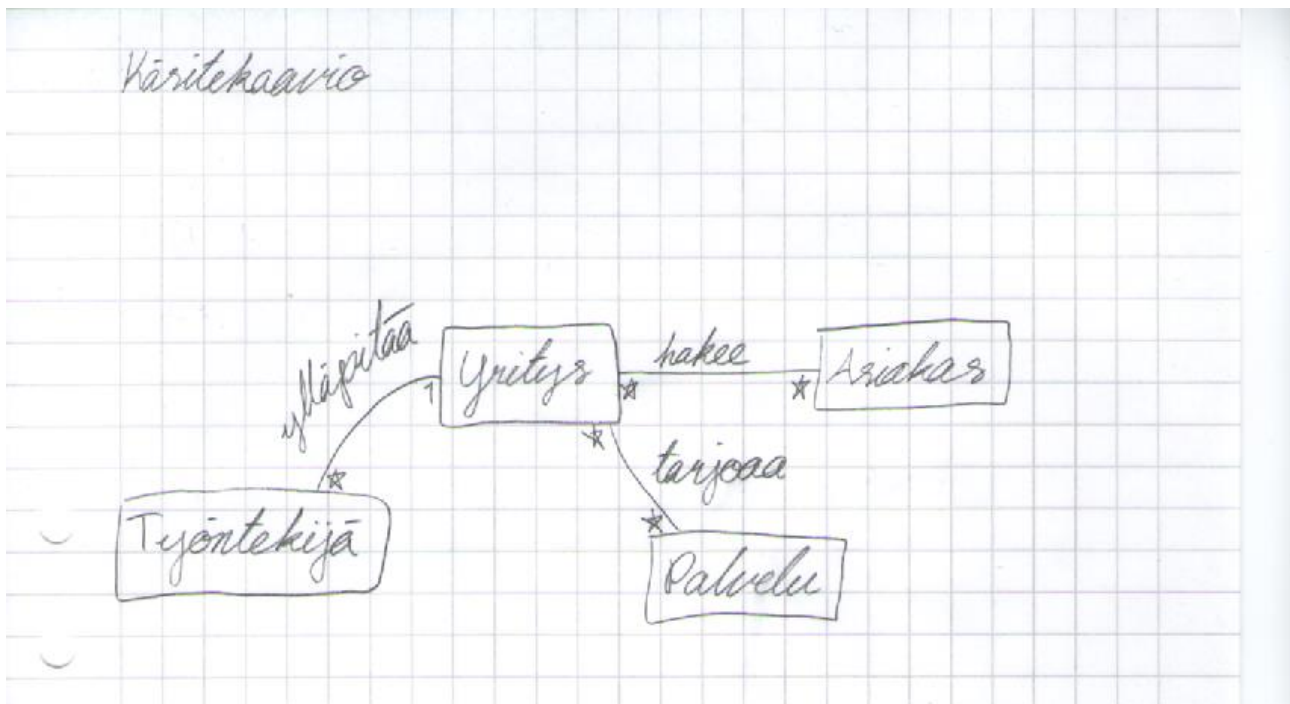 Käsitekaavio
ylläpitää
Yritys
hakee
Asiakas
1
*
*
*
*
tarjoaa
*
Työntekijä
Palvelu